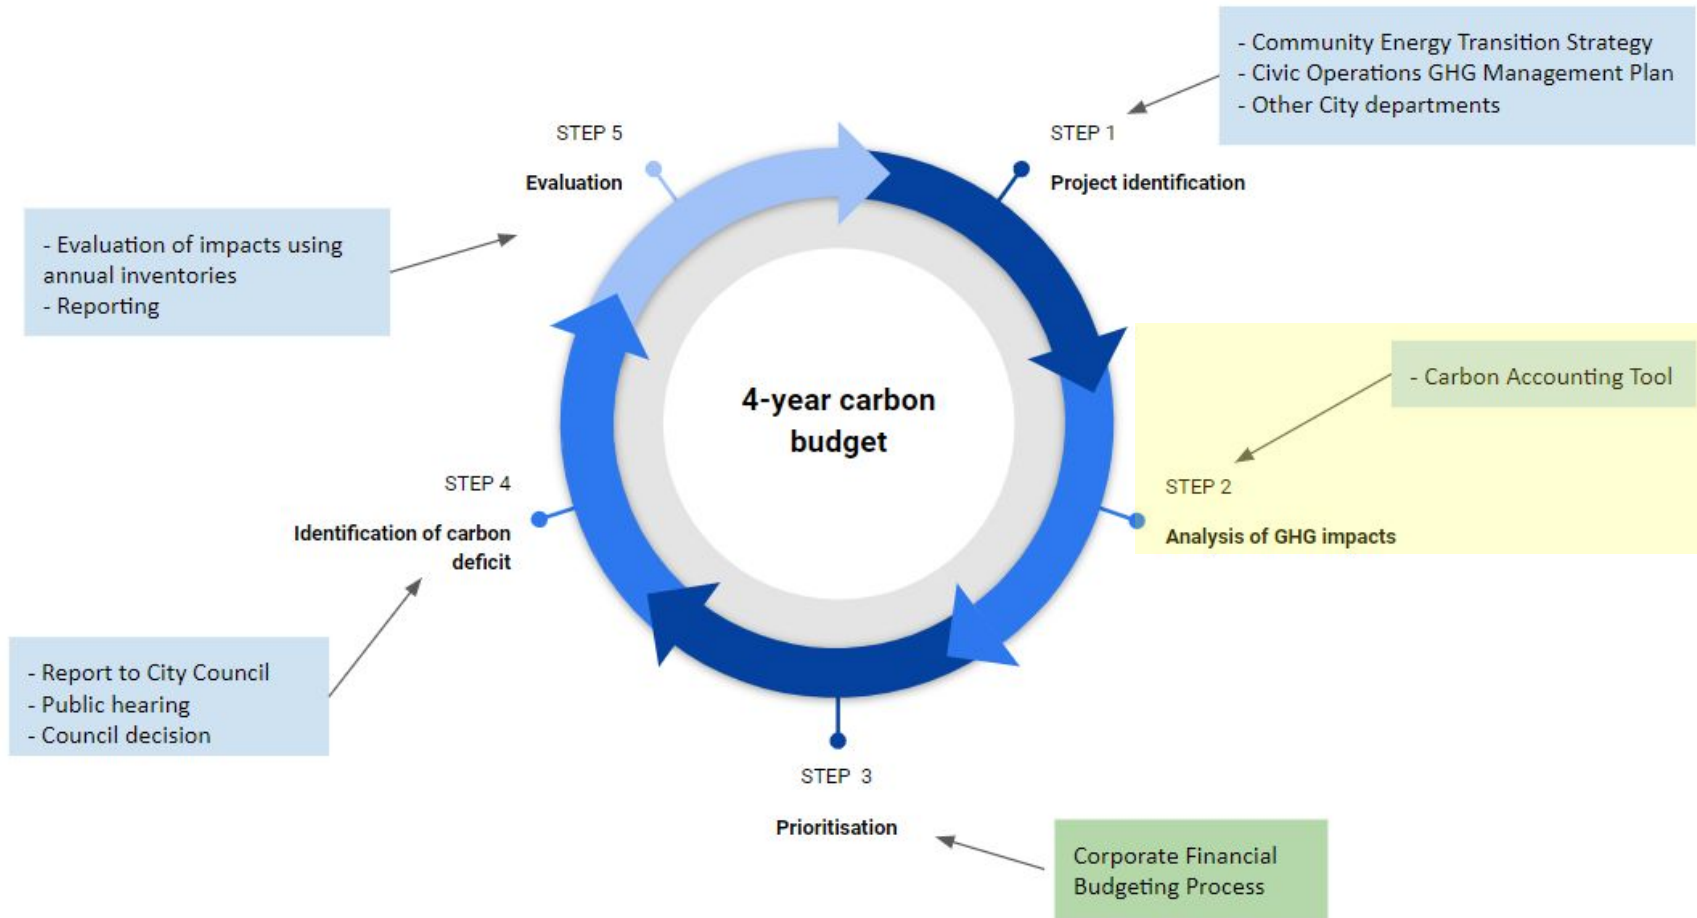 - Community Energy Transition Strategy
- Civic Operations GHG Management Plan
- Other City departments
STEP 1
Project identification
- Carbon Accounting Tool
STEP 2
Analysis of GHG impacts
STEP 3
Prioritisation
Corporate Financial
Budgeting Process
STEP 4
Identification of carbon
deficit
- Report to City Council
- Public hearing
- Council decision
STEP 5
Evaluation
- Evaluation of impacts using
annual inventories
- Reporting
4-year carbon
budget